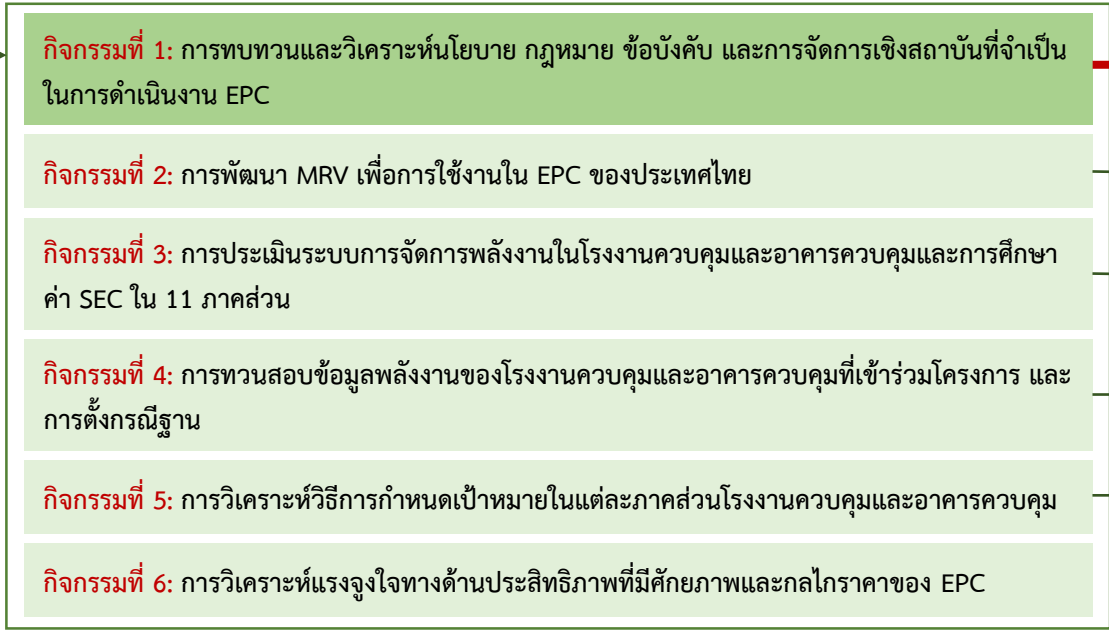 กิจกรรมที่ 1: การทบทวนและวิเคราะห์นโยบาย กฎหมาย ข้อบังคับ และการจัดการเชิงสถาบันที่จำเป็น
ในการดำเนินงาน EPC
กิจกรรมที่ 2: การพัฒนา MRV เพื่อการใช้งานใน EPC ของประเทศไทย
กิจกรรมที่ 3: การประเมินระบบการจัดการพลังงานในโรงงานควบคุมและอาคารควบคุมและการศึกษา
ค่า SEC ใน 11 ภาคส่วน
กิจกรรมที่ 4: การทวนสอบข้อมูลพลังงานของโรงงานควบคุมและอาคารควบคุมที่เข้าร่วมโครงการ และ
การตั้งกรณีฐาน
กิจกรรมที่ 5: การวิเคราะห์วิธีการกำหนดเป้าหมายในแต่ละภาคส่วนโรงงานควบคุมและอาคารควบคุม
กิจกรรมที่ 6: การวิเคราะห์แรงจูงใจทางด้านประสิทธิภาพที่มีศักยภาพและกลไกราคาของ EPC